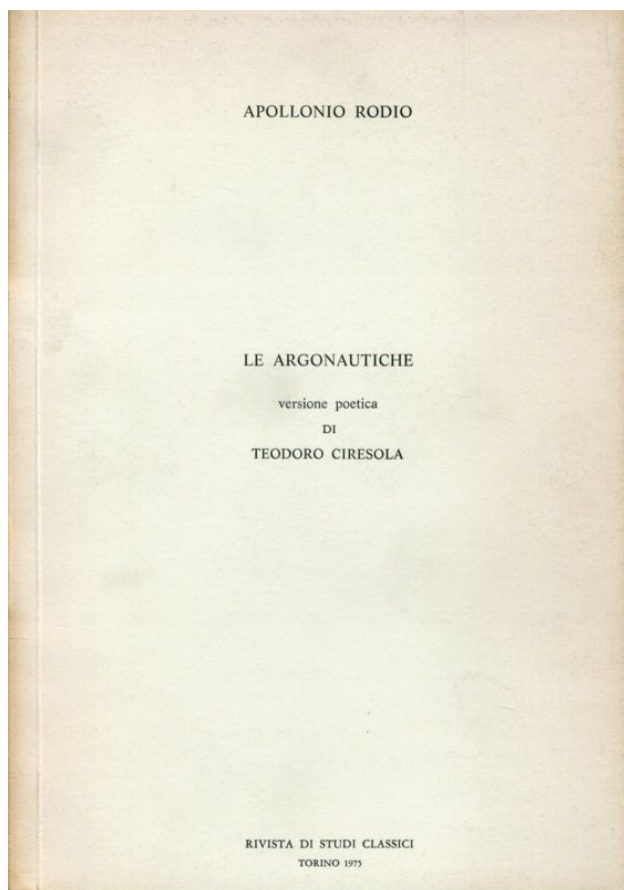 APOLLONIO RODIO
LE ARGONAUTICHE
versione poetica
DI
TEODORO CIRESOLA
RIVISTA DI STUDI CLASSICI
TORINO 1975